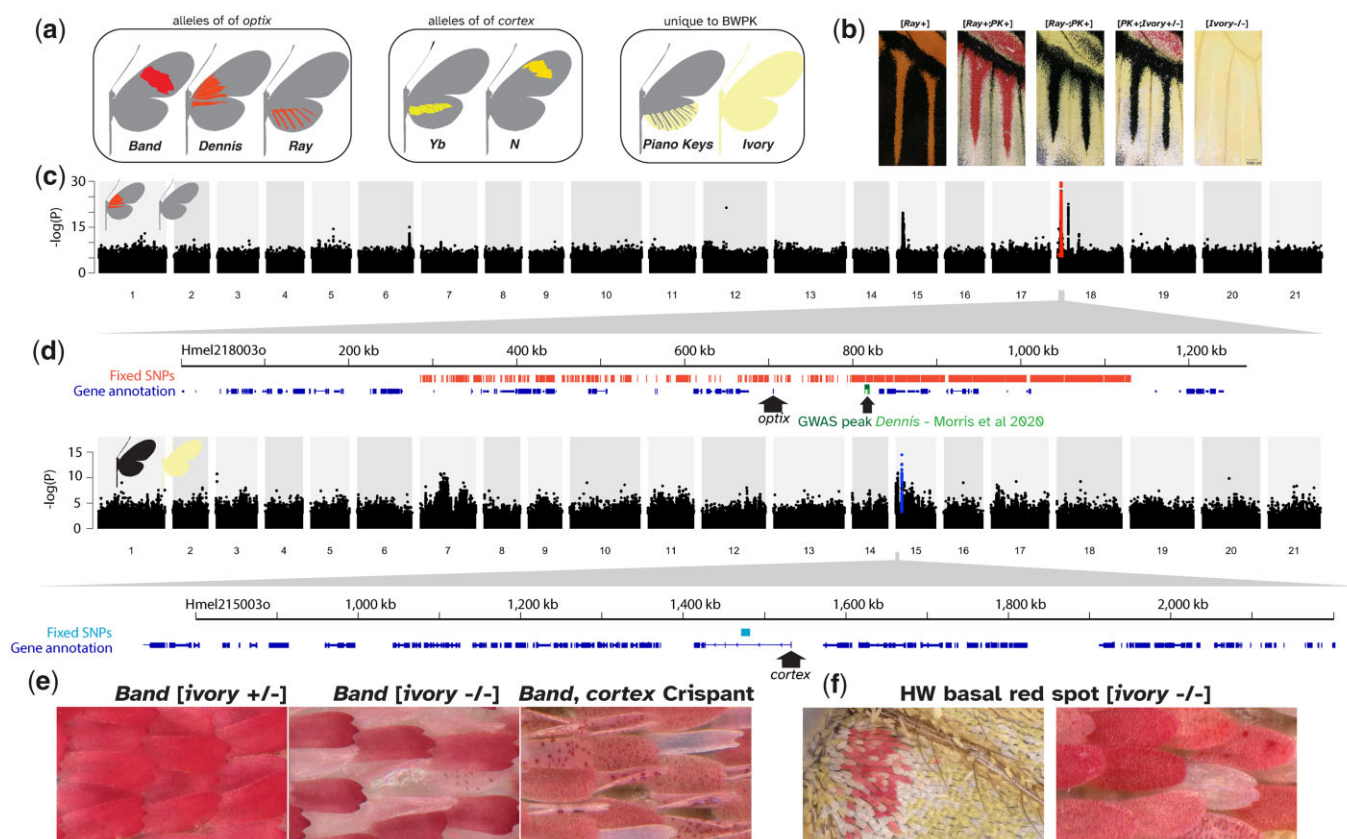 alleles of of optix
alleles of of cortex
unique to BWPK
(a)
Band
Dennis
Ray
Yb
N
Piano Keys
Ivory
(b)
[Ray+]
[Ray+;PK+]
[Ray-;PK+]
[PK+;Ivory+/-]
[Ivory-/-]
(c)
30
15
0
-log(P)
1 2 3 4 5 6 7 8 9 10 11 12 13 14 15 16 17 18 19 20 21
(d)
Hmel218003o 200 kb 400 kb 600 kb 800 kb 1,000 kb 1,200 kb
Fixed SNPs
Gene annotation
optix
GWAS peak Dennis - Morris et al 2020
15
10
5
0
-log(P)
1 2 3 4 5 6 7 8 9 10 11 12 13 14 15 16 17 18 19 20 21
Hmel215003o 1,000 kb 1,200 kb 1,400 kb 1,600 kb 1,800 kb 2,000 kb
Fixed SNPs
Gene annotation
cortex
(e)
Band [ivory +/-]
Band [ivory -/-]
Band, cortex Crispant
(f)
HW basal red spot [ivory -/-]